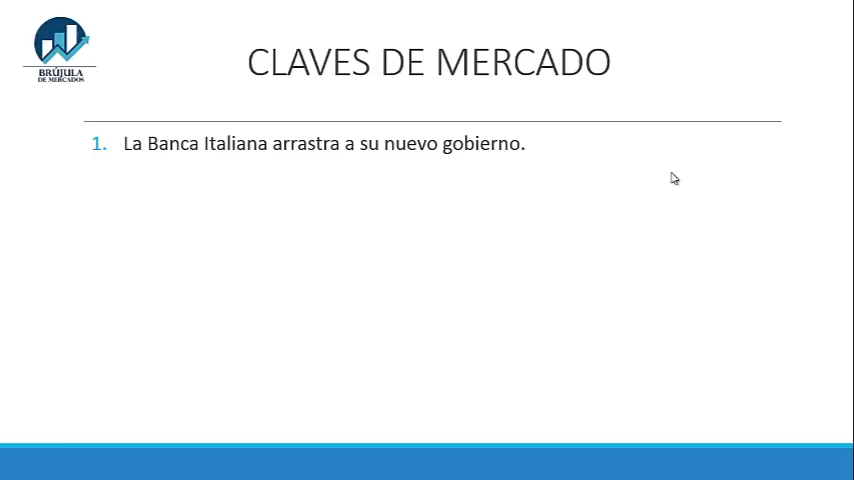 BRÚJULA
DE MERCADOS
CLAVES DE MERCADO
1. La Banca Italiana arrastra a su nuevo gobierno.